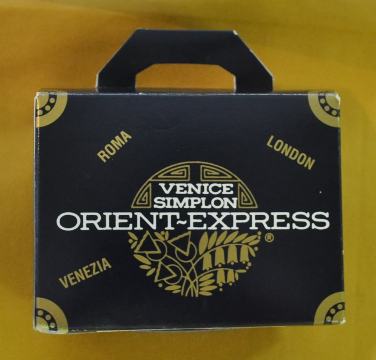 ROMA
LONDON
VENICE
SIMPLON
ORIENT-EXPRESS
®
VENEZIA